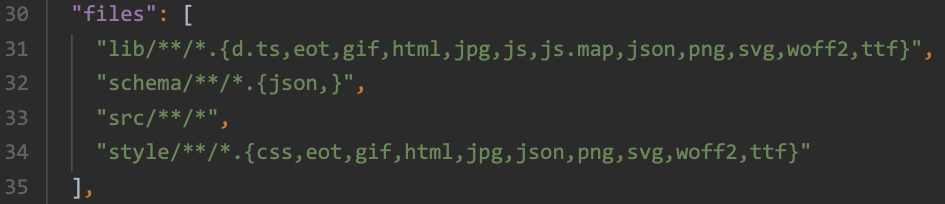 30 "files": [
31 "lib/**/*.{d.ts,eot,gif,html,jpg,js,js.map,json,png,svg,woff2,ttf}",
32 "schema/**/*.{json,}",
33 "src/**/*",
34 "style/**/*.{css,eot,gif,html,jpg,json,png,svg,woff2,ttf}"
35 ],